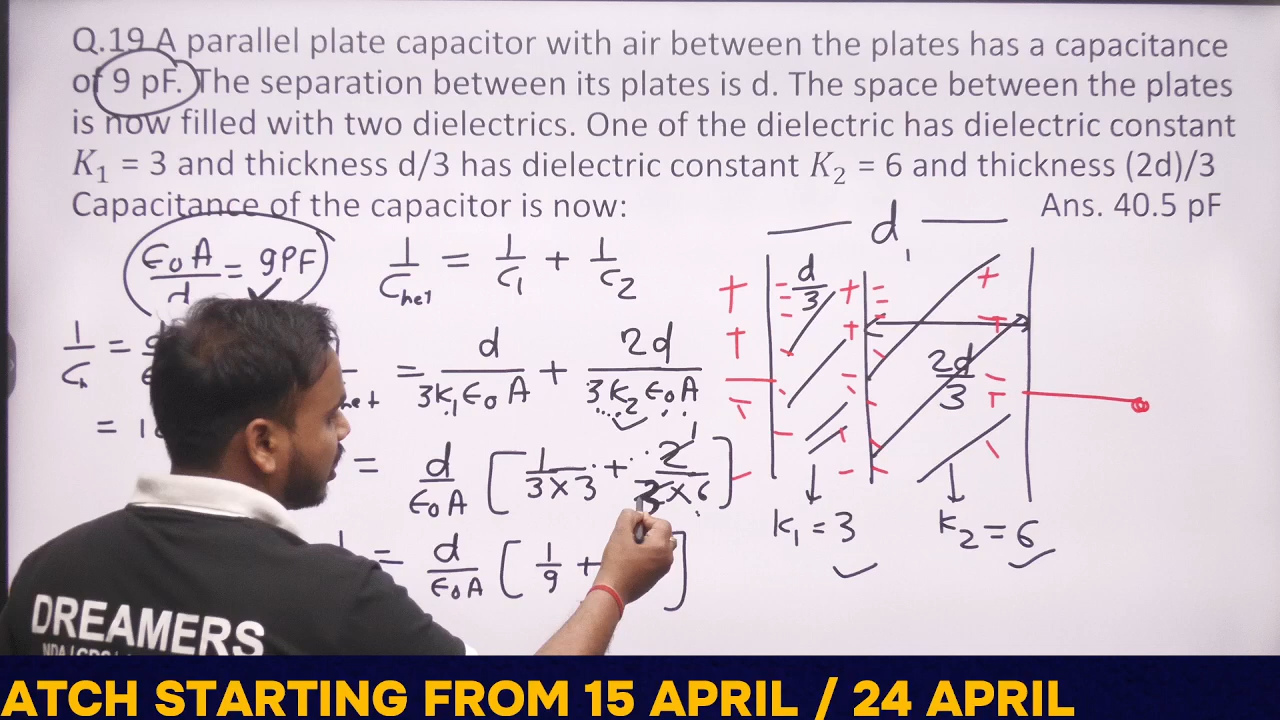 Q.19 A parallel plate capacitor with air between the plates has a capacitance
of 9 pF. The separation between its plates is d. The space between the plates
is now filled with two dielectrics. One of the dielectric has dielectric constant
K₁ = 3 and thickness d/3 has dielectric constant K₂ = 6 and thickness (2d)/3
Capacitance of the capacitor is now: Ans. 40.5 pF
ε₀A/d = 9PF
1/Cnet = 1/C₁ + 1/C₂
= d/3K₁ε₀A + 2d/3K₂ε₀A
= d/ε₀A [1/3×3 + 2/3×6]
= d/ε₀A [1/9 + ]
d
d/3
2d/3
K₁ = 3
K₂ = 6
DREAMERS
ATCH STARTING FROM 15 APRIL / 24 APRIL